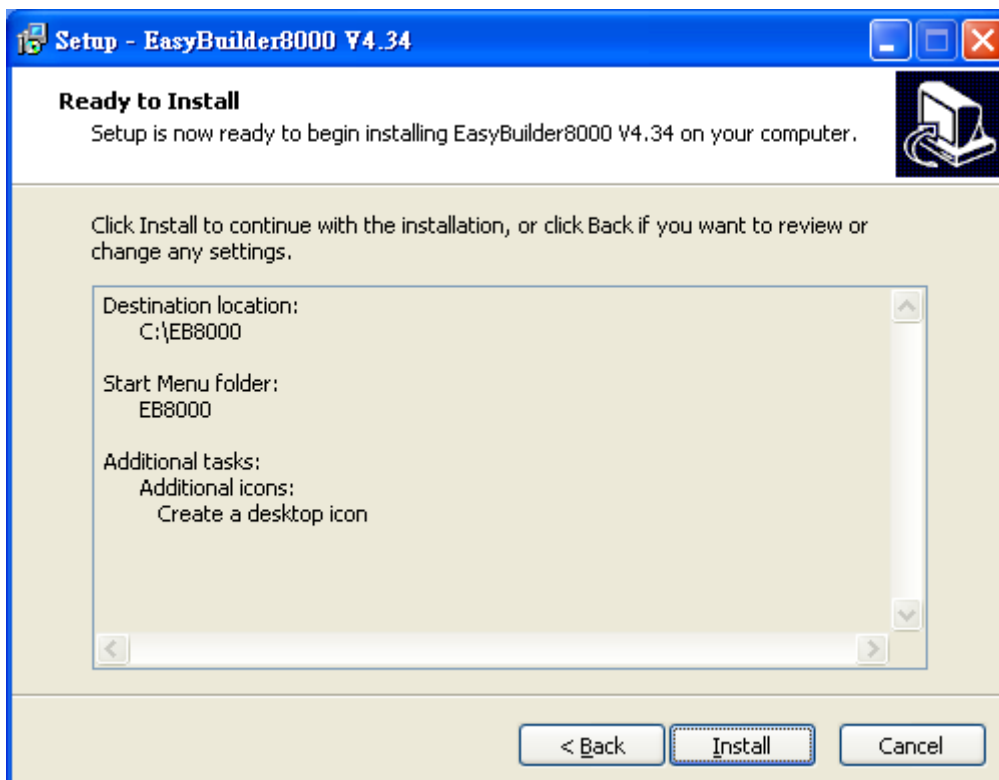 Setup - EasyBuilder8000 V4.34
Ready to Install
Setup is now ready to begin installing EasyBuilder8000 V4.34 on your computer.
Click Install to continue with the installation, or click Back if you want to review or
change any settings.
Destination location:
C:\EB8000
Start Menu folder:
EB8000
Additional tasks:
Additional icons:
Create a desktop icon
< Back
Install
Cancel